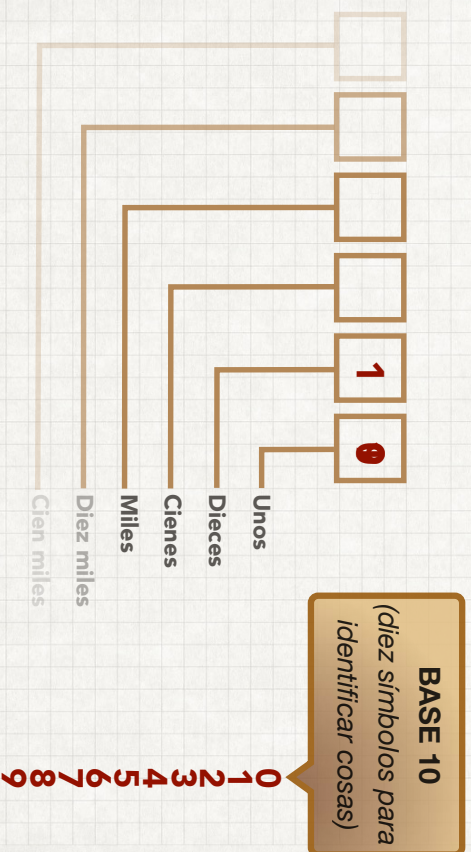 1
Unos
Dieces
Cienes
Miles
Diez miles
Cien miles
BASE 10
(diez símbolos para
identificar cosas)
0
1
2
3
4
5
6
7
8
9